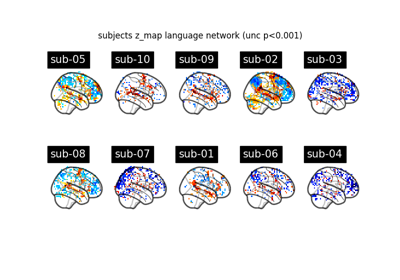 subjects z_map language network (unc p<0.001)
sub-05 sub-10 sub-09 sub-02 sub-03
sub-08 sub-07 sub-01 sub-06 sub-04